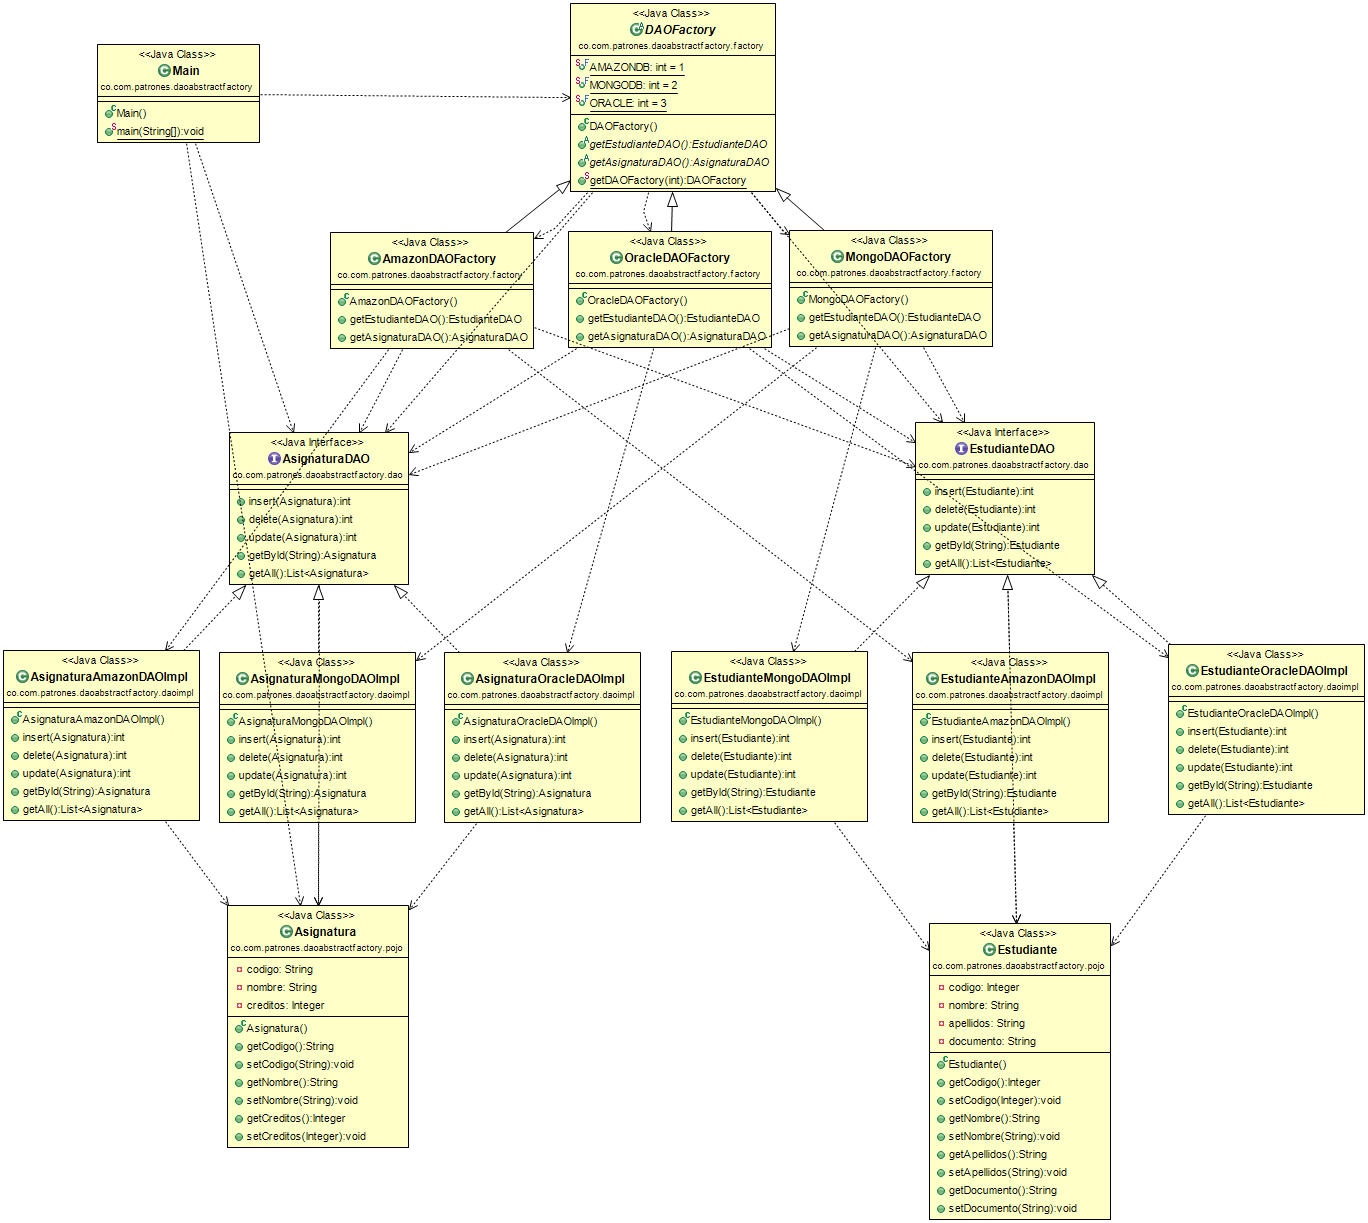 <<Java Class>>
DAOFactory
co.com.patrones.daoabstractfactory.factory
AMAZONDB: int = 1
MONGODB: int = 2
ORACLE: int = 3
DAOFactory()
getEstudianteDAO():EstudianteDAO
getAsignaturaDAO():AsignaturaDAO
getDAOFactory(int):DAOFactory
<<Java Class>>
Main
co.com.patrones.daoabstractfactory
Main()
main(String[]):void
<<Java Class>>
AmazonDAOFactory
co.com.patrones.daoabstractfactory.factory
AmazonDAOFactory()
getEstudianteDAO():EstudianteDAO
getAsignaturaDAO():AsignaturaDAO
<<Java Class>>
OracleDAOFactory
co.com.patrones.daoabstractfactory.factory
OracleDAOFactory()
getEstudianteDAO():EstudianteDAO
getAsignaturaDAO():AsignaturaDAO
<<Java Class>>
MongoDAOFactory
co.com.patrones.daoabstractfactory.factory
MongoDAOFactory()
getEstudianteDAO():EstudianteDAO
getAsignaturaDAO():AsignaturaDAO
<<Java Interface>>
AsignaturaDAO
co.com.patrones.daoabstractfactory.dao
insert(Asignatura):int
delete(Asignatura):int
update(Asignatura):int
getById(String):Asignatura
getAll():List<Asignatura>
<<Java Interface>>
EstudianteDAO
co.com.patrones.daoabstractfactory.dao
insert(Estudiante):int
delete(Estudiante):int
update(Estudiante):int
getById(String):Estudiante
getAll():List<Estudiante>
<<Java Class>>
AsignaturaAmazonDAOImpl
co.com.patrones.daoabstractfactory.daoimpl
AsignaturaAmazonDAOImpl()
insert(Asignatura):int
delete(Asignatura):int
update(Asignatura):int
getById(String):Asignatura
getAll():List<Asignatura>
<<Java Class>>
AsignaturaMongoDAOImpl
co.com.patrones.daoabstractfactory.daoimpl
AsignaturaMongoDAOImpl()
insert(Asignatura):int
delete(Asignatura):int
update(Asignatura):int
getById(String):Asignatura
getAll():List<Asignatura>
<<Java Class>>
AsignaturaOracleDAOImpl
co.com.patrones.daoabstractfactory.daoimpl
AsignaturaOracleDAOImpl()
insert(Asignatura):int
delete(Asignatura):int
update(Asignatura):int
getById(String):Asignatura
getAll():List<Asignatura>
<<Java Class>>
EstudianteMongoDAOImpl
co.com.patrones.daoabstractfactory.daoimpl
EstudianteMongoDAOImpl()
insert(Estudiante):int
delete(Estudiante):int
update(Estudiante):int
getById(String):Estudiante
getAll():List<Estudiante>
<<Java Class>>
EstudianteAmazonDAOImpl
co.com.patrones.daoabstractfactory.daoimpl
EstudianteAmazonDAOImpl()
insert(Estudiante):int
delete(Estudiante):int
update(Estudiante):int
getById(String):Estudiante
getAll():List<Estudiante>
<<Java Class>>
EstudianteOracleDAOImpl
co.com.patrones.daoabstractfactory.daoimpl
EstudianteOracleDAOImpl()
insert(Estudiante):int
delete(Estudiante):int
update(Estudiante):int
getById(String):Estudiante
getAll():List<Estudiante>
<<Java Class>>
Asignatura
co.com.patrones.daoabstractfactory.pojo
codigo: String
nombre: String
creditos: Integer
Asignatura()
getCodigo():String
setCodigo(String):void
getNombre():String
setNombre(String):void
getCreditos():Integer
setCreditos(Integer):void
<<Java Class>>
Estudiante
co.com.patrones.daoabstractfactory.pojo
codigo: Integer
nombre: String
apellidos: String
documento: String
Estudiante()
getCodigo():Integer
setCodigo(Integer):void
getNombre():String
setNombre(String):void
getApellidos():String
setApellidos(String):void
getDocumento():String
setDocumento(String):void